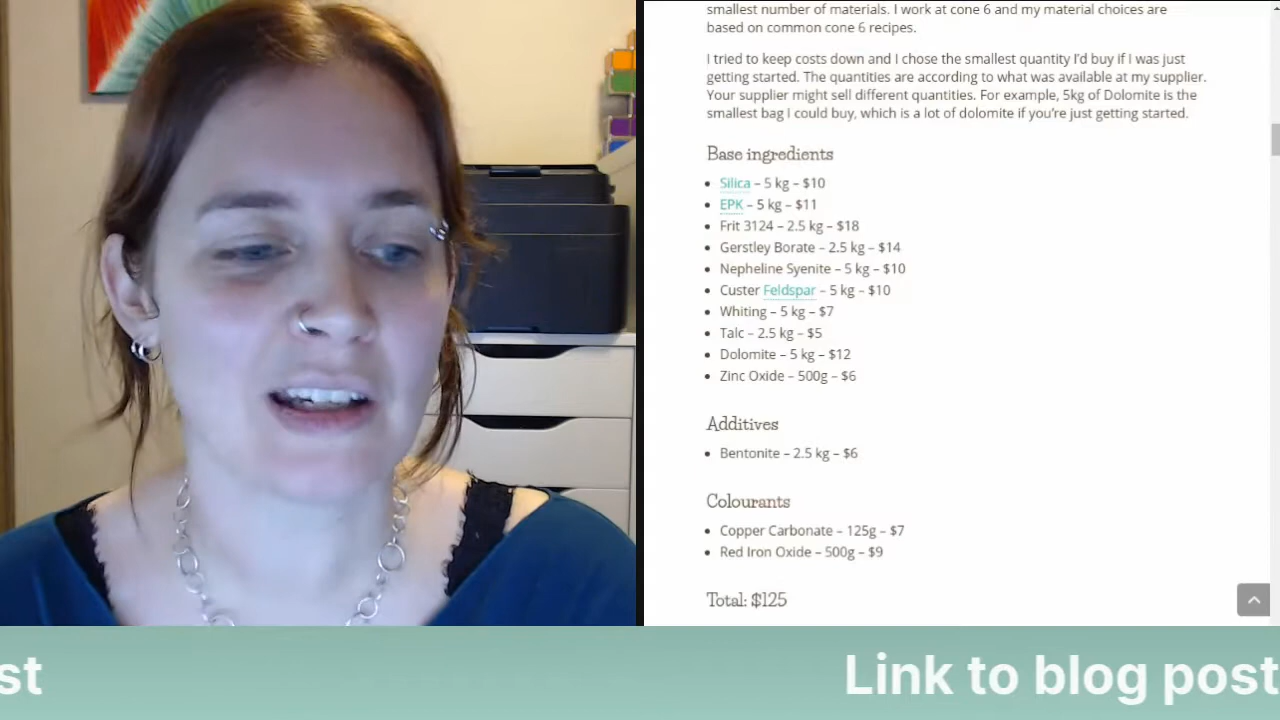 smallest number of materials. I work at cone 6 and my material choices are
based on common cone 6 recipes.
I tried to keep costs down and I chose the smallest quantity I'd buy if I was just
getting started. The quantities are according to what was available at my supplier.
Your supplier might sell different quantities. For example, 5kg of Dolomite is the
smallest bag I could buy, which is a lot of dolomite if you're just getting started.
Base ingredients
Silica – 5 kg – $10
EPK – 5 kg – $11
Frit 3124 – 2.5 kg – $18
Gerstley Borate – 2.5 kg – $14
Nepheline Syenite – 5 kg – $10
Custer Feldspar – 5 kg – $10
Whiting – 5 kg – $7
Talc – 2.5 kg – $5
Dolomite – 5 kg – $12
Zinc Oxide – 500g – $6
Additives
Bentonite – 2.5 kg – $6
Colourants
Copper Carbonate – 125g – $7
Red Iron Oxide – 500g – $9
Total: $125
st
Link to blog post